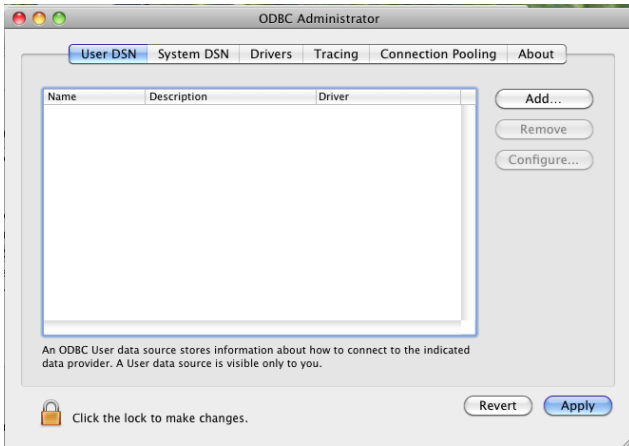 ODBC Administrator
User DSN System DSN Drivers Tracing Connection Pooling About
Name Description Driver
Add...
Remove
Configure...
An ODBC User data source stores information about how to connect to the indicated
data provider. A User data source is visible only to you.
Click the lock to make changes.
Revert Apply